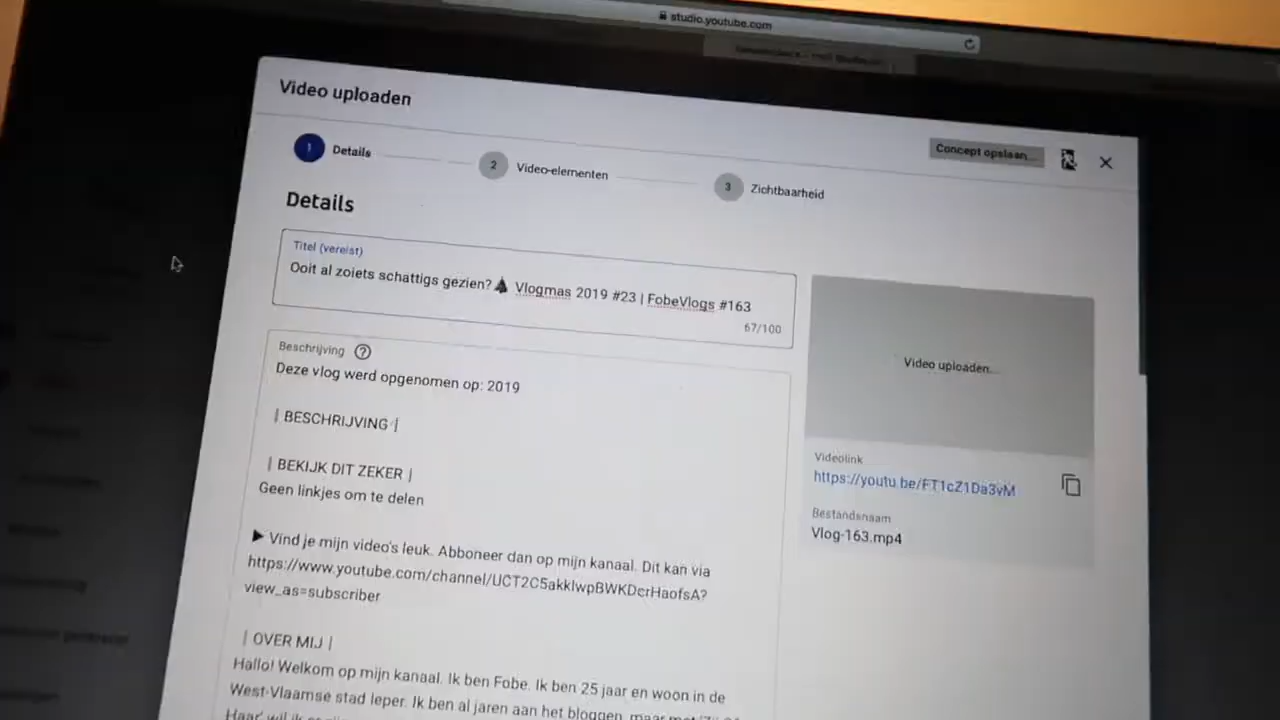 studio.youtube.com
Video uploaden
1 Details
2 Video-elementen
3 Zichtbaarheid
Concept opslaan...
Details
Titel (vereist)
Ooit al zoiets schattigs gezien?🎄 Vlogmas 2019 #23 | FobeVlogs #163
67/100
Beschrijving ?
Deze vlog werd opgenomen op: 2019
| BESCHRIJVING |
| BEKIJK DIT ZEKER |
Geen linkjes om te delen
► Vind je mijn video's leuk. Abboneer dan op mijn kanaal. Dit kan via
https://www.youtube.com/channel/UCT2C5akklwpBWKDcrHaofsA?
view_as=subscriber
| OVER MIJ |
Hallo! Welkom op mijn kanaal. Ik ben Fobe. Ik ben 25 jaar en woon in de
West-Vlaamse stad Ieper. Ik ben al jaren aan het bloggen, maar met
Video uploaden...
Videolink
https://youtu.be/FT1cZ1Da3vM
Bestandsnaam
Vlog-163.mp4